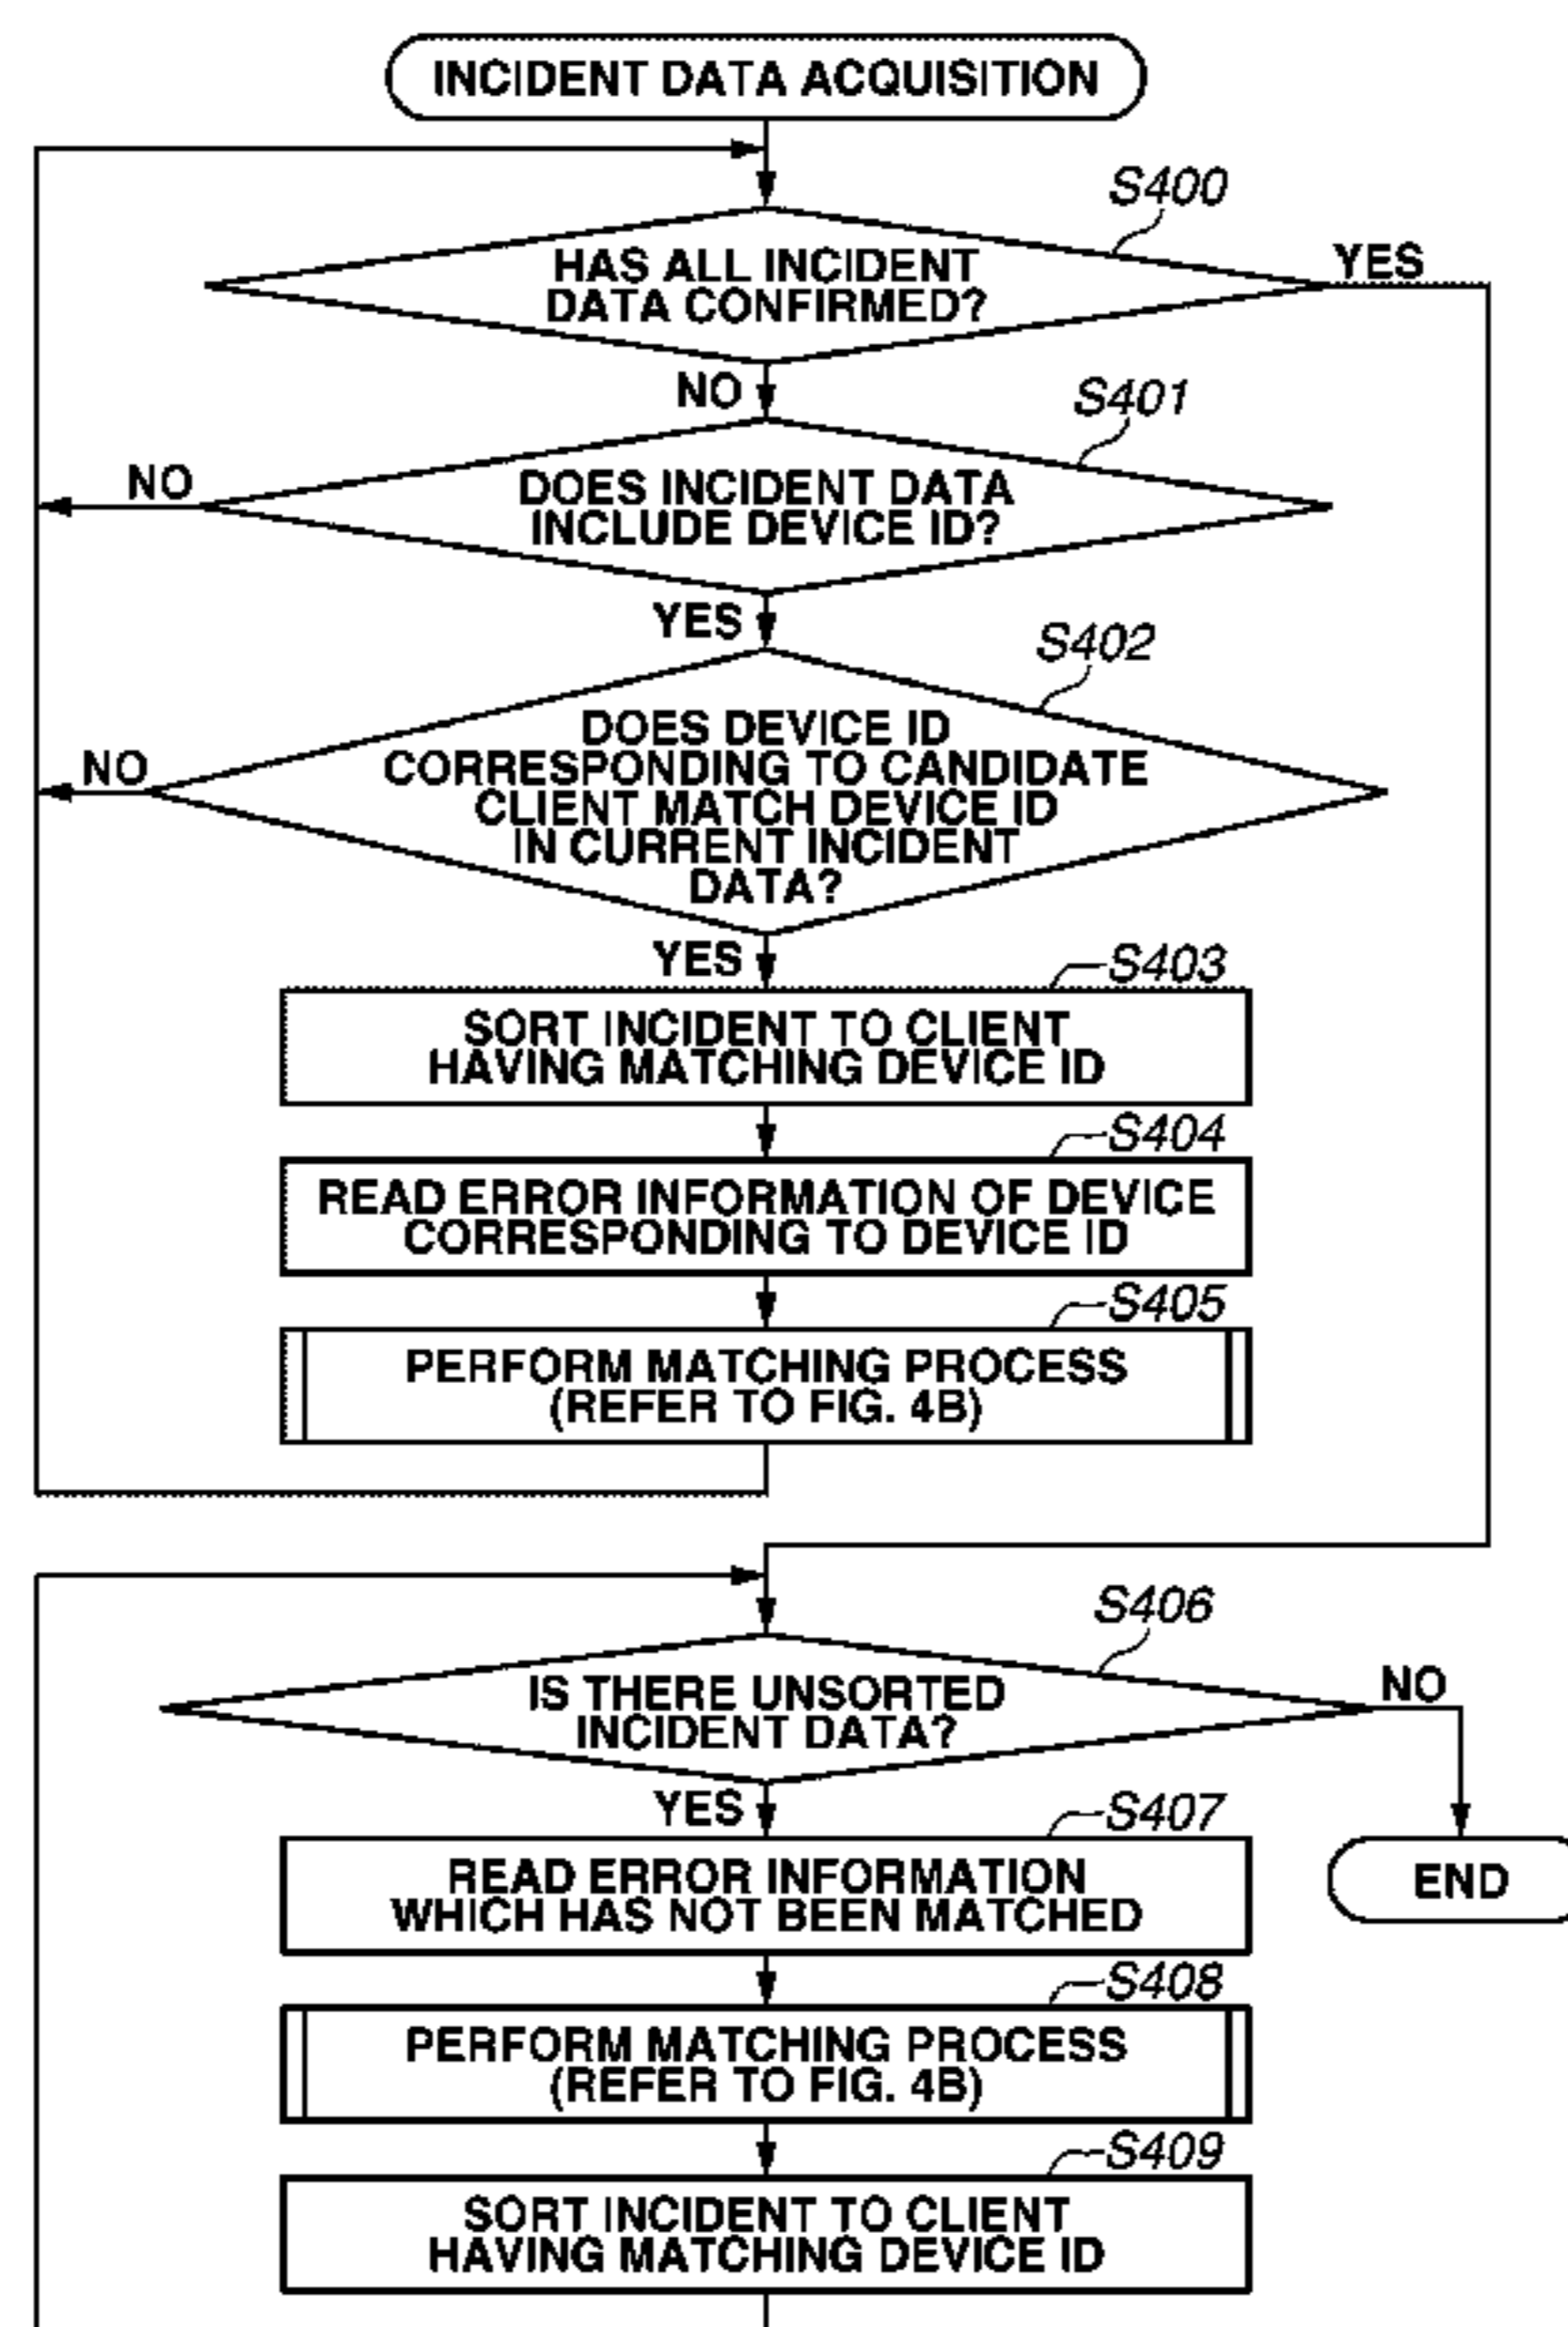 INCIDENT DATA ACQUISITION
S400
HAS ALL INCIDENT
DATA CONFIRMED?
YES
NO
S401
DOES INCIDENT DATA
INCLUDE DEVICE ID?
NO
YES
S402
DOES DEVICE ID
CORRESPONDING TO CANDIDATE
CLIENT MATCH DEVICE ID
IN CURRENT INCIDENT
DATA?
NO
YES
S403
SORT INCIDENT TO CLIENT
HAVING MATCHING DEVICE ID
S404
READ ERROR INFORMATION OF DEVICE
CORRESPONDING TO DEVICE ID
S405
PERFORM MATCHING PROCESS
(REFER TO FIG. 4B)
S406
IS THERE UNSORTED
INCIDENT DATA?
NO
YES
S407
READ ERROR INFORMATION
WHICH HAS NOT BEEN MATCHED
END
S408
PERFORM MATCHING PROCESS
(REFER TO FIG. 4B)
S409
SORT INCIDENT TO CLIENT
HAVING MATCHING DEVICE ID